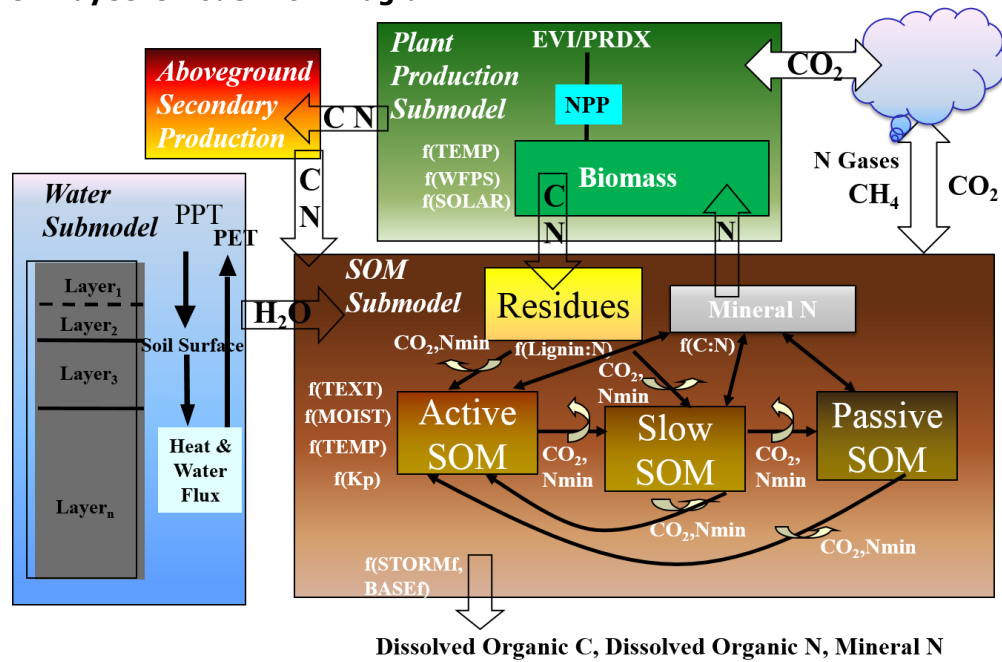 Plant
Production
Submodel
EVI/PRDX
NPP
f(TEMP)
f(WFPS)
f(SOLAR)
Biomass
CO2
Aboveground
Secondary
Production
C N
C
N
C
N
N
N Gases
CH4
CO2
Water
Submodel
PPT
PET
Layer1
Layer2
Soil Surface
Layer3
Heat &
Water
Flux
Layern
H2O
SOM
Submodel
Residues
Mineral N
CO2,Nmin
f(Lignin:N)
f(C:N)
CO2,
Nmin
f(TEXT)
f(MOIST)
f(TEMP)
f(Kp)
Active
SOM
CO2,
Nmin
Slow
SOM
CO2,
Nmin
Passive
SOM
CO2,Nmin
CO2,Nmin
f(STORMf,
BASEf)
Dissolved Organic C, Dissolved Organic N, Mineral N